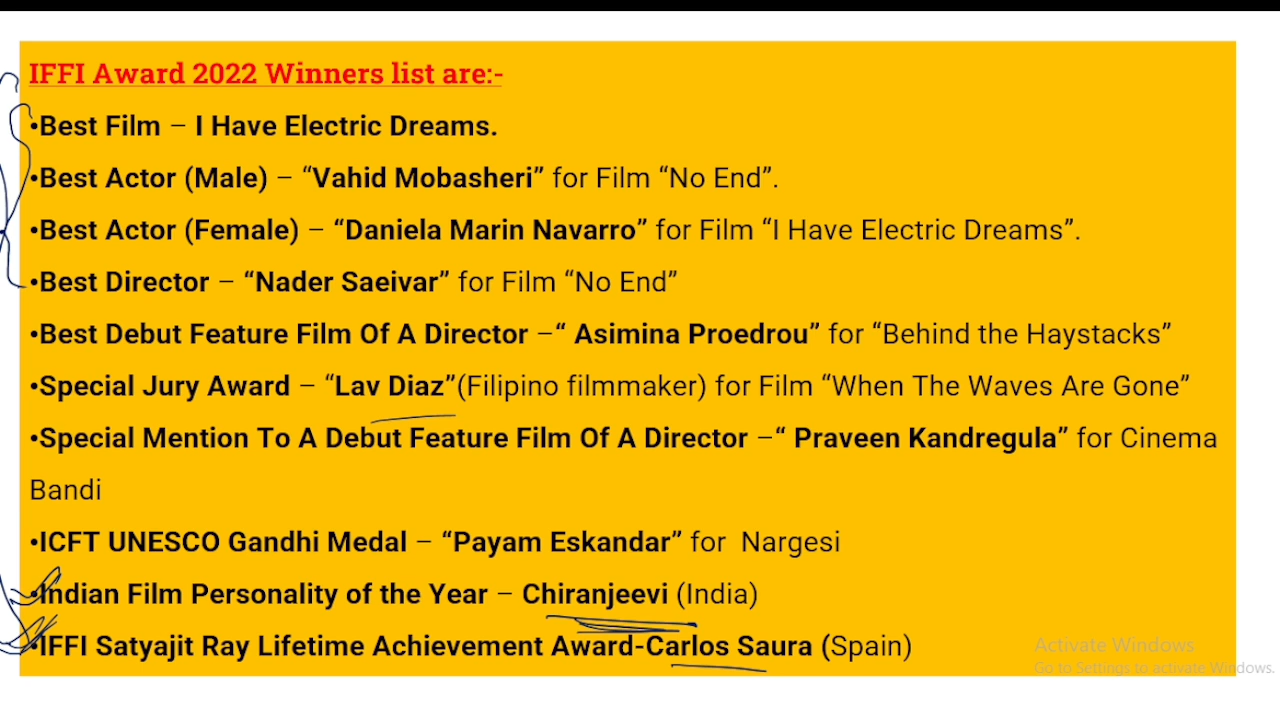 IFFI Award 2022 Winners list are:-
•Best Film – I Have Electric Dreams.
•Best Actor (Male) – “Vahid Mobasheri” for Film “No End”.
•Best Actor (Female) – “Daniela Marin Navarro” for Film “I Have Electric Dreams”.
•Best Director – “Nader Saeivar” for Film “No End”
•Best Debut Feature Film Of A Director –“ Asimina Proedrou” for “Behind the Haystacks”
•Special Jury Award – “Lav Diaz”(Filipino filmmaker) for Film “When The Waves Are Gone”
•Special Mention To A Debut Feature Film Of A Director –“ Praveen Kandregula” for Cinema
Bandi
•ICFT UNESCO Gandhi Medal – “Payam Eskandar” for  Nargesi
•Indian Film Personality of the Year – Chiranjeevi (India)
•IFFI Satyajit Ray Lifetime Achievement Award-Carlos Saura (Spain)
Activate Windows
Go to Settings to activate Windows.